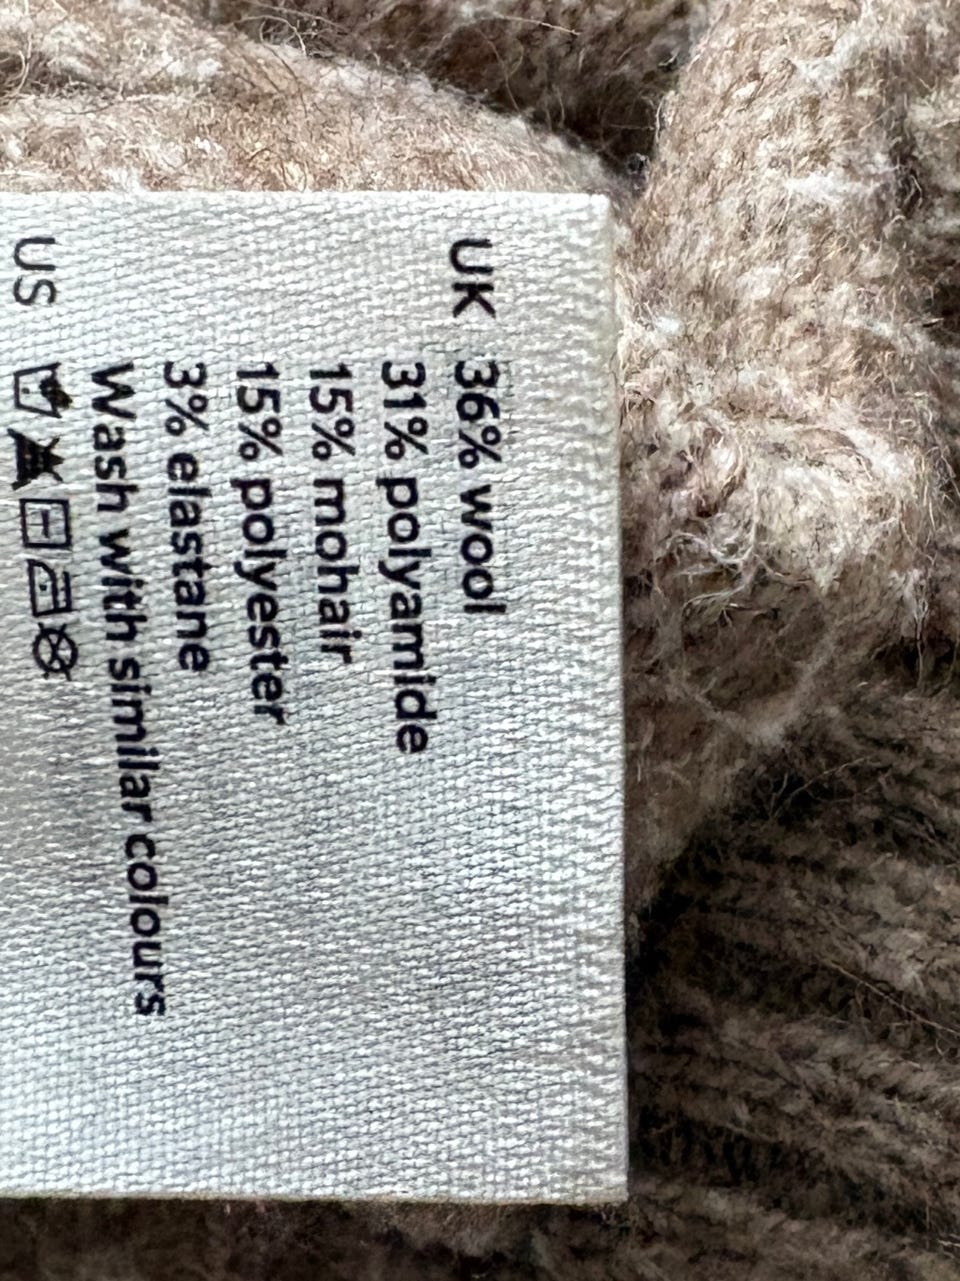 UK 36% wool
31% polyamide
15% mohair
15% polyester
3% elastane
Wash with similar colours
US